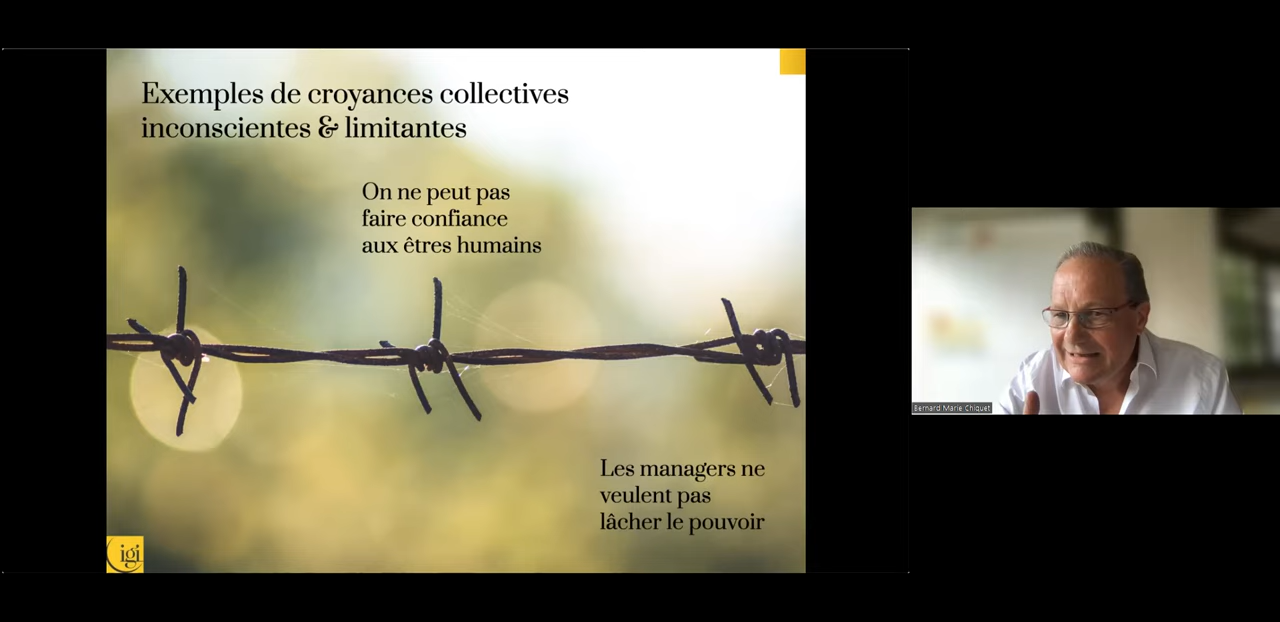 Exemples de croyances collectives
inconscientes & limitantes
On ne peut pas
faire confiance
aux êtres humains
Les managers ne
veulent pas
lâcher le pouvoir
igi
Bernard Marie Chiquet